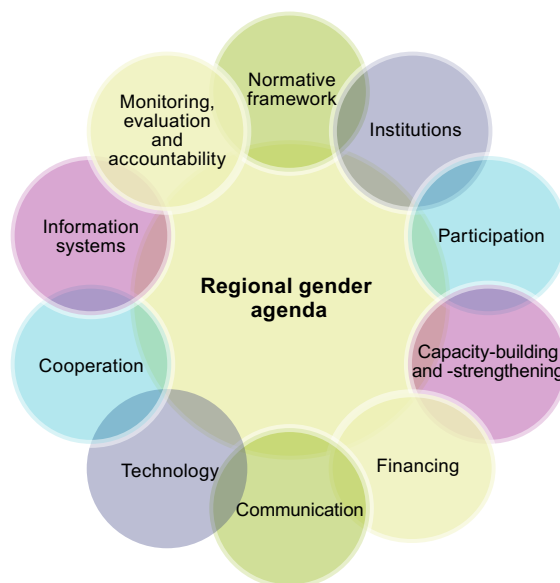 Normative
framework
Institutions
Participation
Capacity-building
and -strengthening
Financing
Communication
Technology
Cooperation
Information
systems
Monitoring,
evaluation
and
accountability
Regional gender
agenda